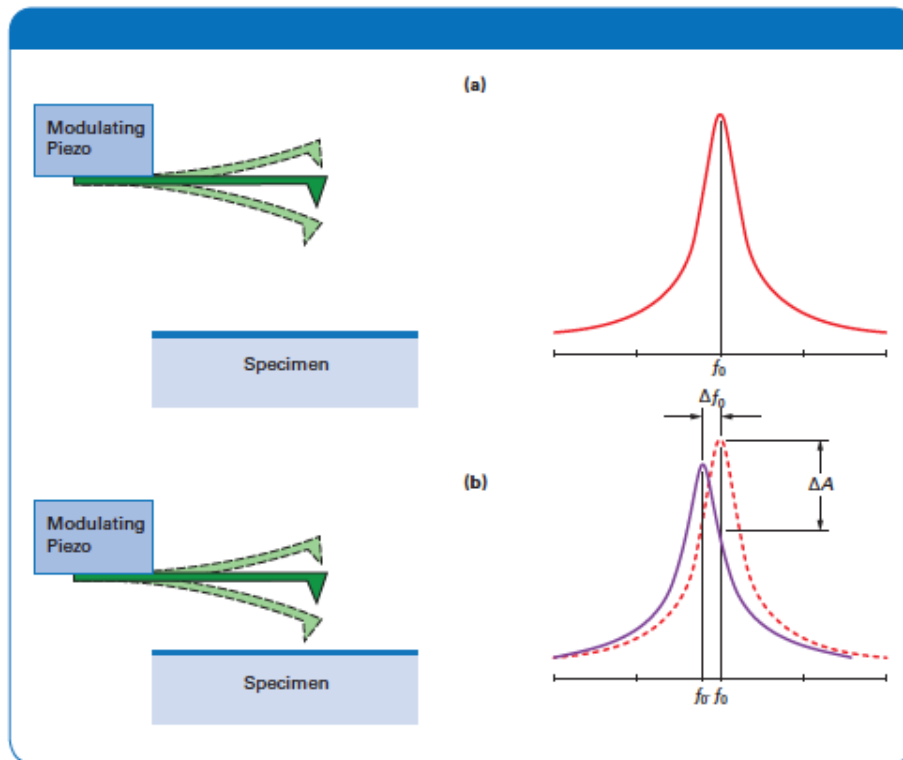 (a)
Modulating
Piezo
Specimen
f₀
Δf₀
(b)
ΔA
Modulating
Piezo
Specimen
f₀' f₀